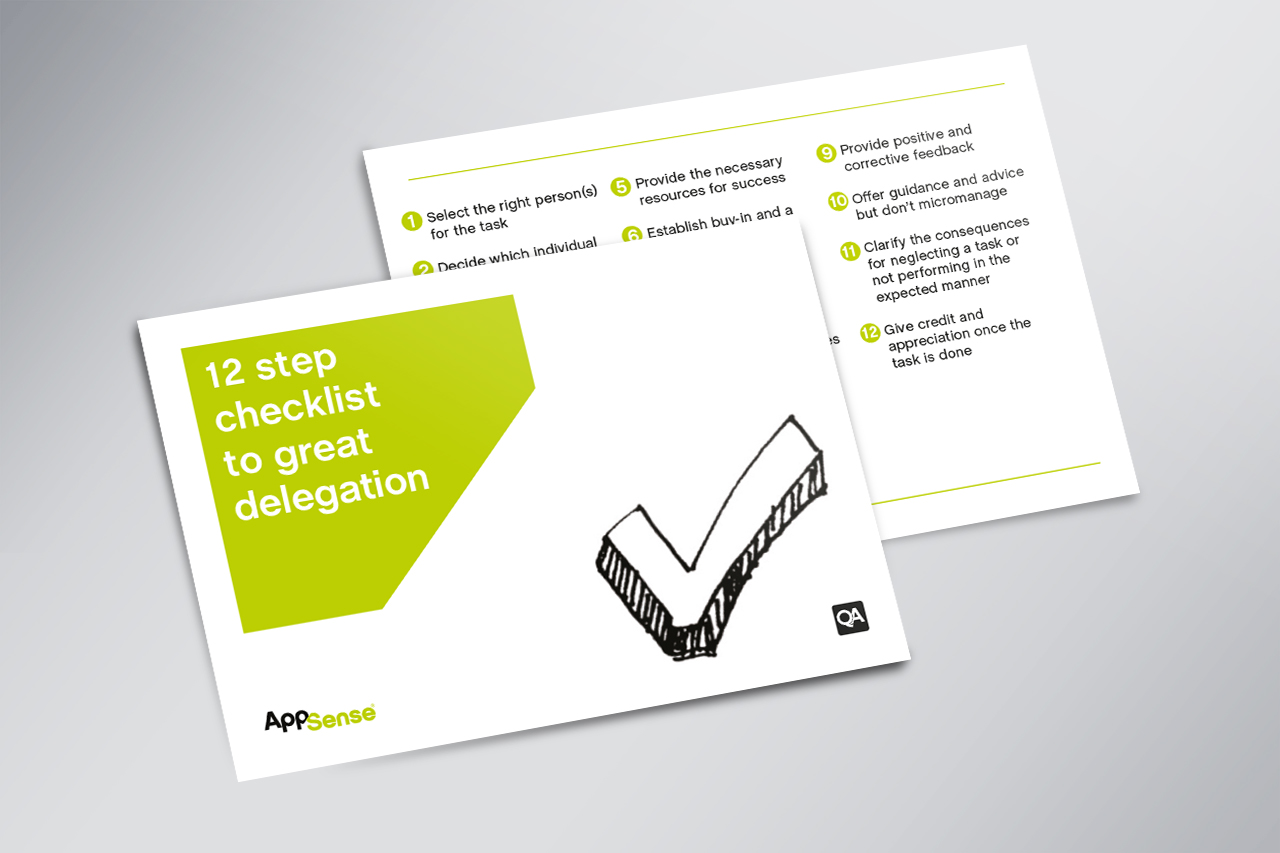 1 Select the right person(s)
for the task
2 Decide which individual
5 Provide the necessary
resources for success
6 Establish buy-in and a
es
9 Provide positive and
corrective feedback
10 Offer guidance and advice
but don't micromanage
11 Clarify the consequences
for neglecting a task or
not performing in the
expected manner
12 Give credit and
appreciation once the
task is done
12 step
checklist
to great
delegation
QA
AppSense